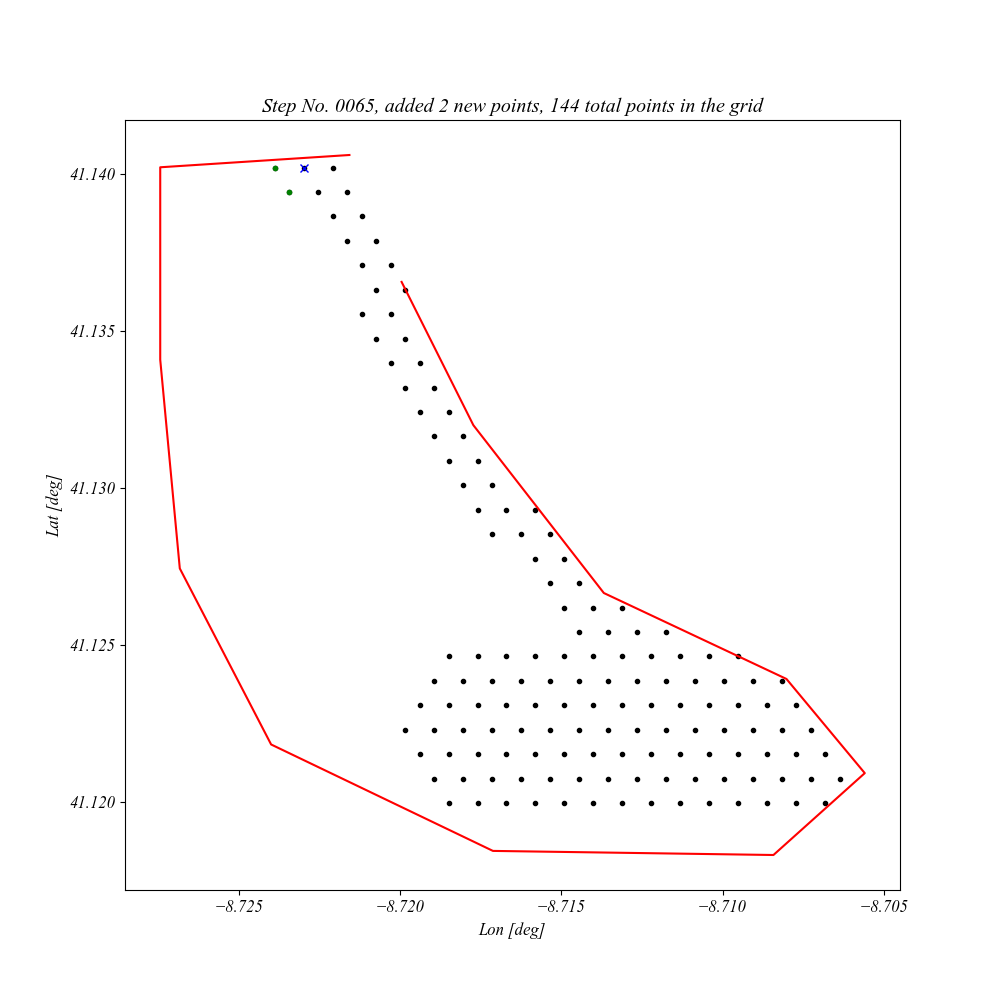 Step No. 0065, added 2 new points, 144 total points in the grid
41.140
41.135
41.130
41.125
41.120
Lat [deg]
−8.725 −8.720 −8.715 −8.710 −8.705
Lon [deg]